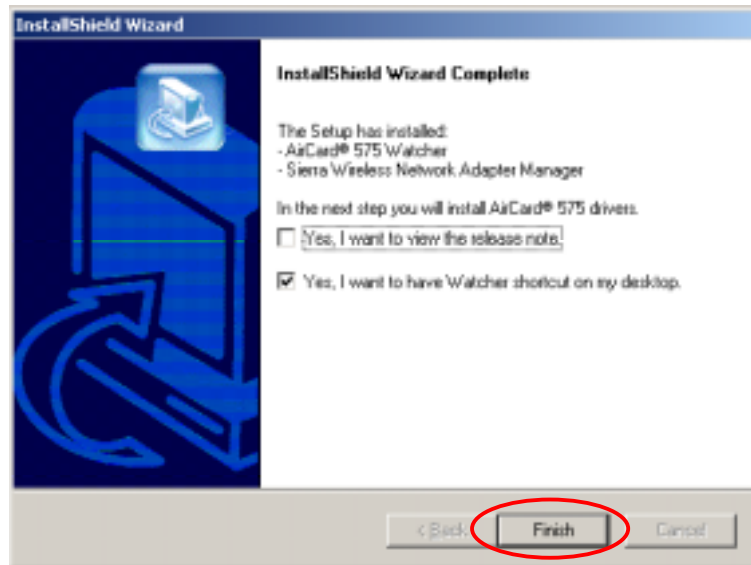 InstallShield Wizard
InstallShield Wizard Complete
The Setup has installed:
- AirCard® 575 Watcher
- Sierra Wireless Network Adapter Manager
In the next step you will install AirCard® 575 drivers.
Yes, I want to view the release note.
Yes, I want to have Watcher shortcut on my desktop.
< Back Finish Cancel